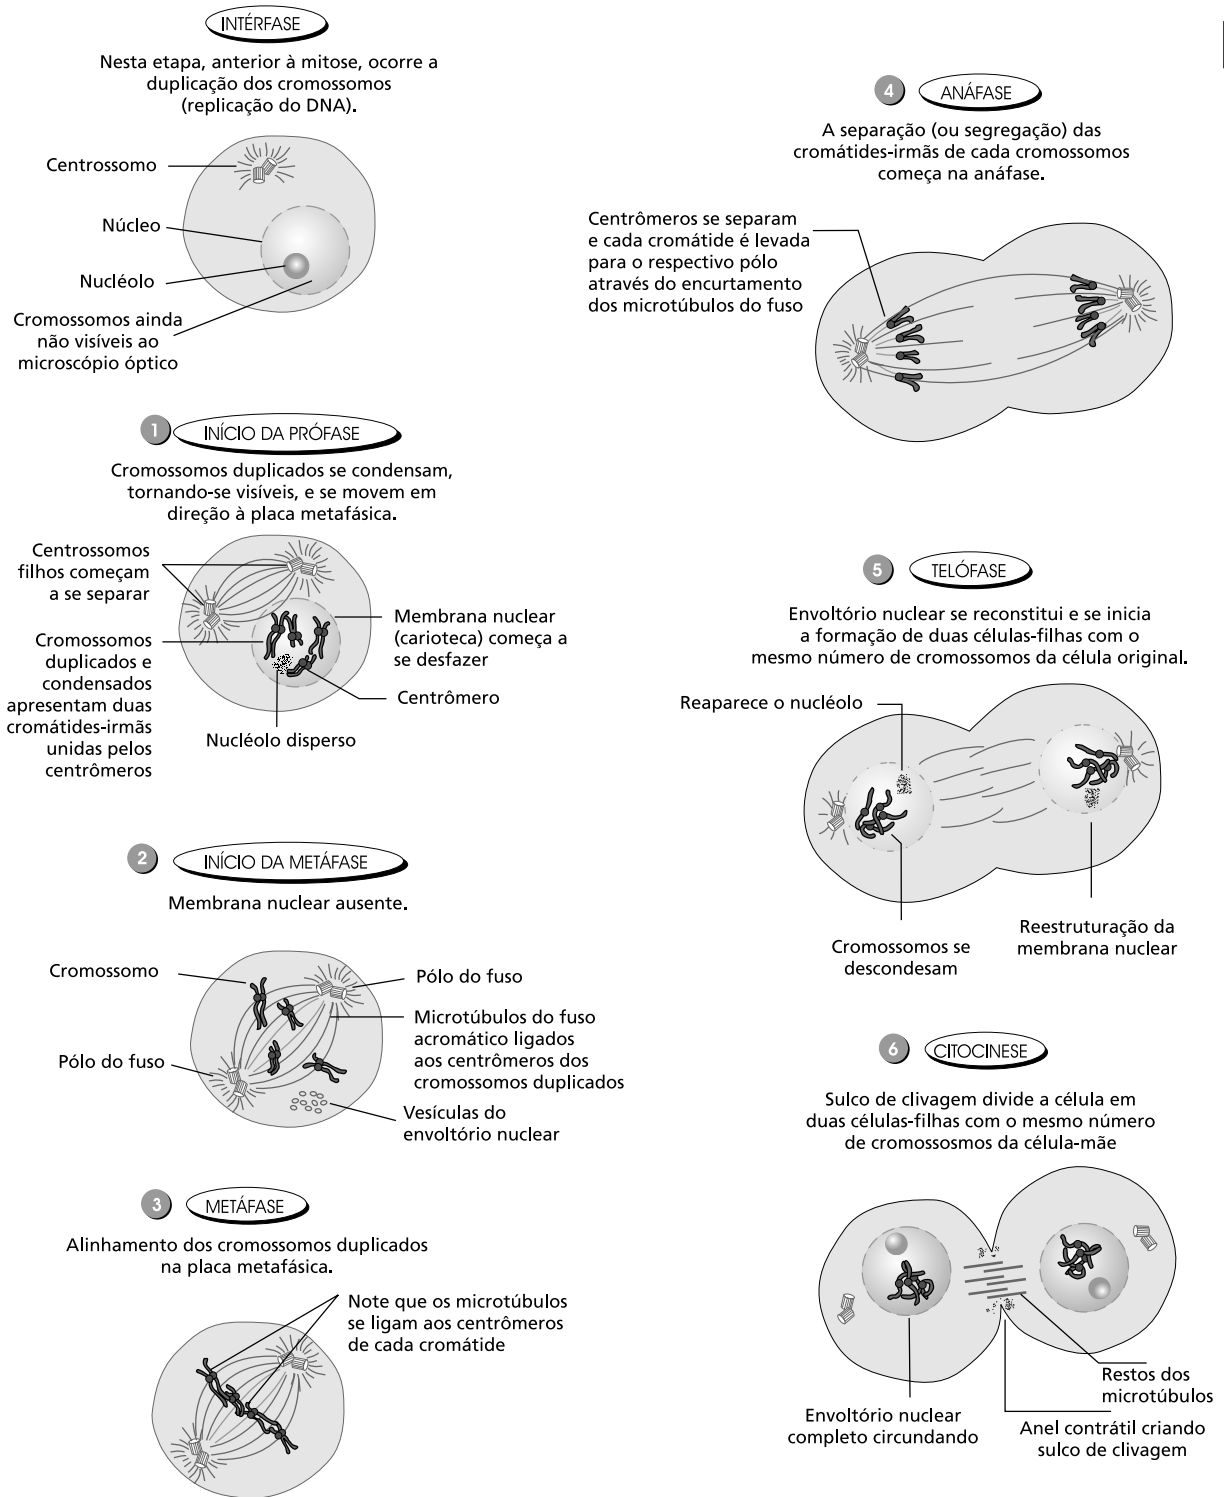 INTÉRFASE
Nesta etapa, anterior à mitose, ocorre a
duplicação dos cromossomos
(replicação do DNA).
Centrossomo
Núcleo
Nucléolo
Cromossomos ainda
não visíveis ao
microscópio óptico
1 INÍCIO DA PRÓFASE
Cromossomos duplicados se condensam,
tornando-se visíveis, e se movem em
direção à placa metafásica.
Centrossomos
filhos começam
a se separar
Cromossomos
duplicados e
condensados
apresentam duas
cromátides-irmãs
unidas pelos
centrômeros
Membrana nuclear
(carioteca) começa a
se desfazer
Centrômero
Nucléolo disperso
2 INÍCIO DA METÁFASE
Membrana nuclear ausente.
Cromossomo
Pólo do fuso
Pólo do fuso
Microtúbulos do fuso
acromático ligados
aos centrômeros dos
cromossomos duplicados
Vesículas do
envoltório nuclear
3 METÁFASE
Alinhamento dos cromossomos duplicados
na placa metafásica.
Note que os microtúbulos
se ligam aos centrômeros
de cada cromátide
4 ANÁFASE
A separação (ou segregação) das
cromátides-irmãs de cada cromossomos
começa na anáfase.
Centrômeros se separam
e cada cromátide é levada
para o respectivo pólo
através do encurtamento
dos microtúbulos do fuso
5 TELÓFASE
Envoltório nuclear se reconstitui e se inicia
a formação de duas células-filhas com o
mesmo número de cromossomos da célula original.
Reaparece o nucléolo
Cromossomos se
descondesam
Reestruturação da
membrana nuclear
6 CITOCINESE
Sulco de clivagem divide a célula em
duas células-filhas com o mesmo número
de cromossosmos da célula-mãe
Envoltório nuclear
completo circundando
Restos dos
microtúbulos
Anel contrátil criando
sulco de clivagem